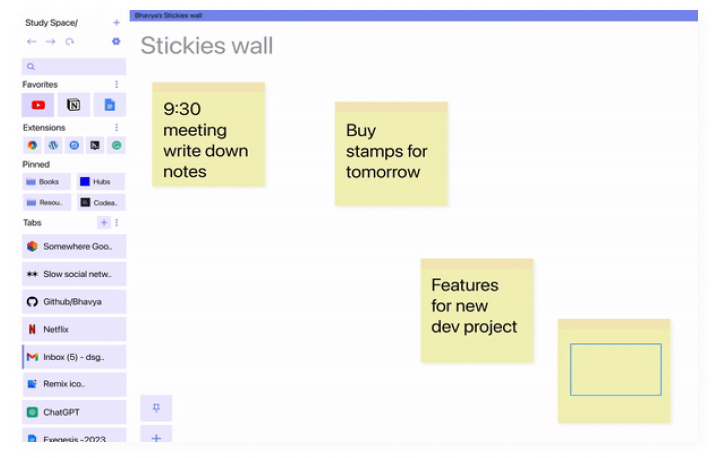 Study Space/
Bhavya's Stickies wall
Stickies wall
Favorites
Extensions
Pinned
Books
Hubs
Resou..
Codea..
Tabs
Somewhere Goo..
Slow social netw..
Github/Bhavya
Netflix
Inbox (5) - dsg..
Remix ico..
ChatGPT
Exegesis -2023
9:30
meeting
write down
notes
Buy
stamps for
tomorrow
Features
for new
dev project